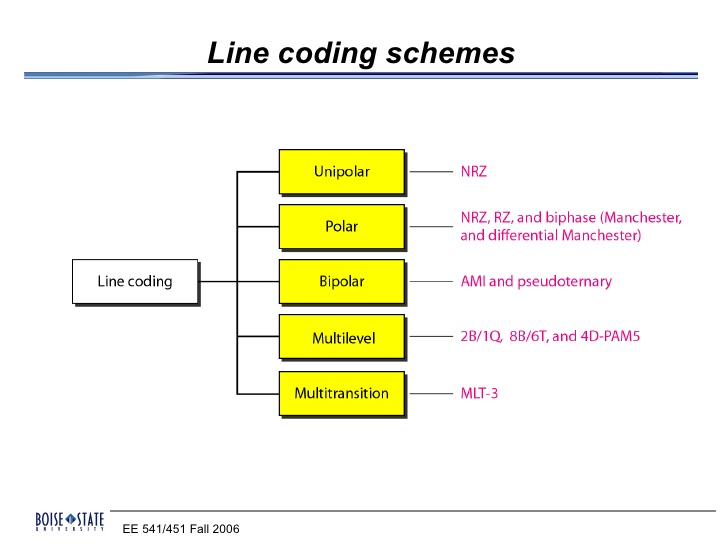 Line coding schemes
Unipolar
NRZ
Polar
NRZ, RZ, and biphase (Manchester,
and differential Manchester)
Line coding
Bipolar
AMI and pseudoternary
Multilevel
2B/1Q, 8B/6T, and 4D-PAM5
Multitransition
MLT-3
BOISE STATE
UNIVERSITY
EE 541/451 Fall 2006